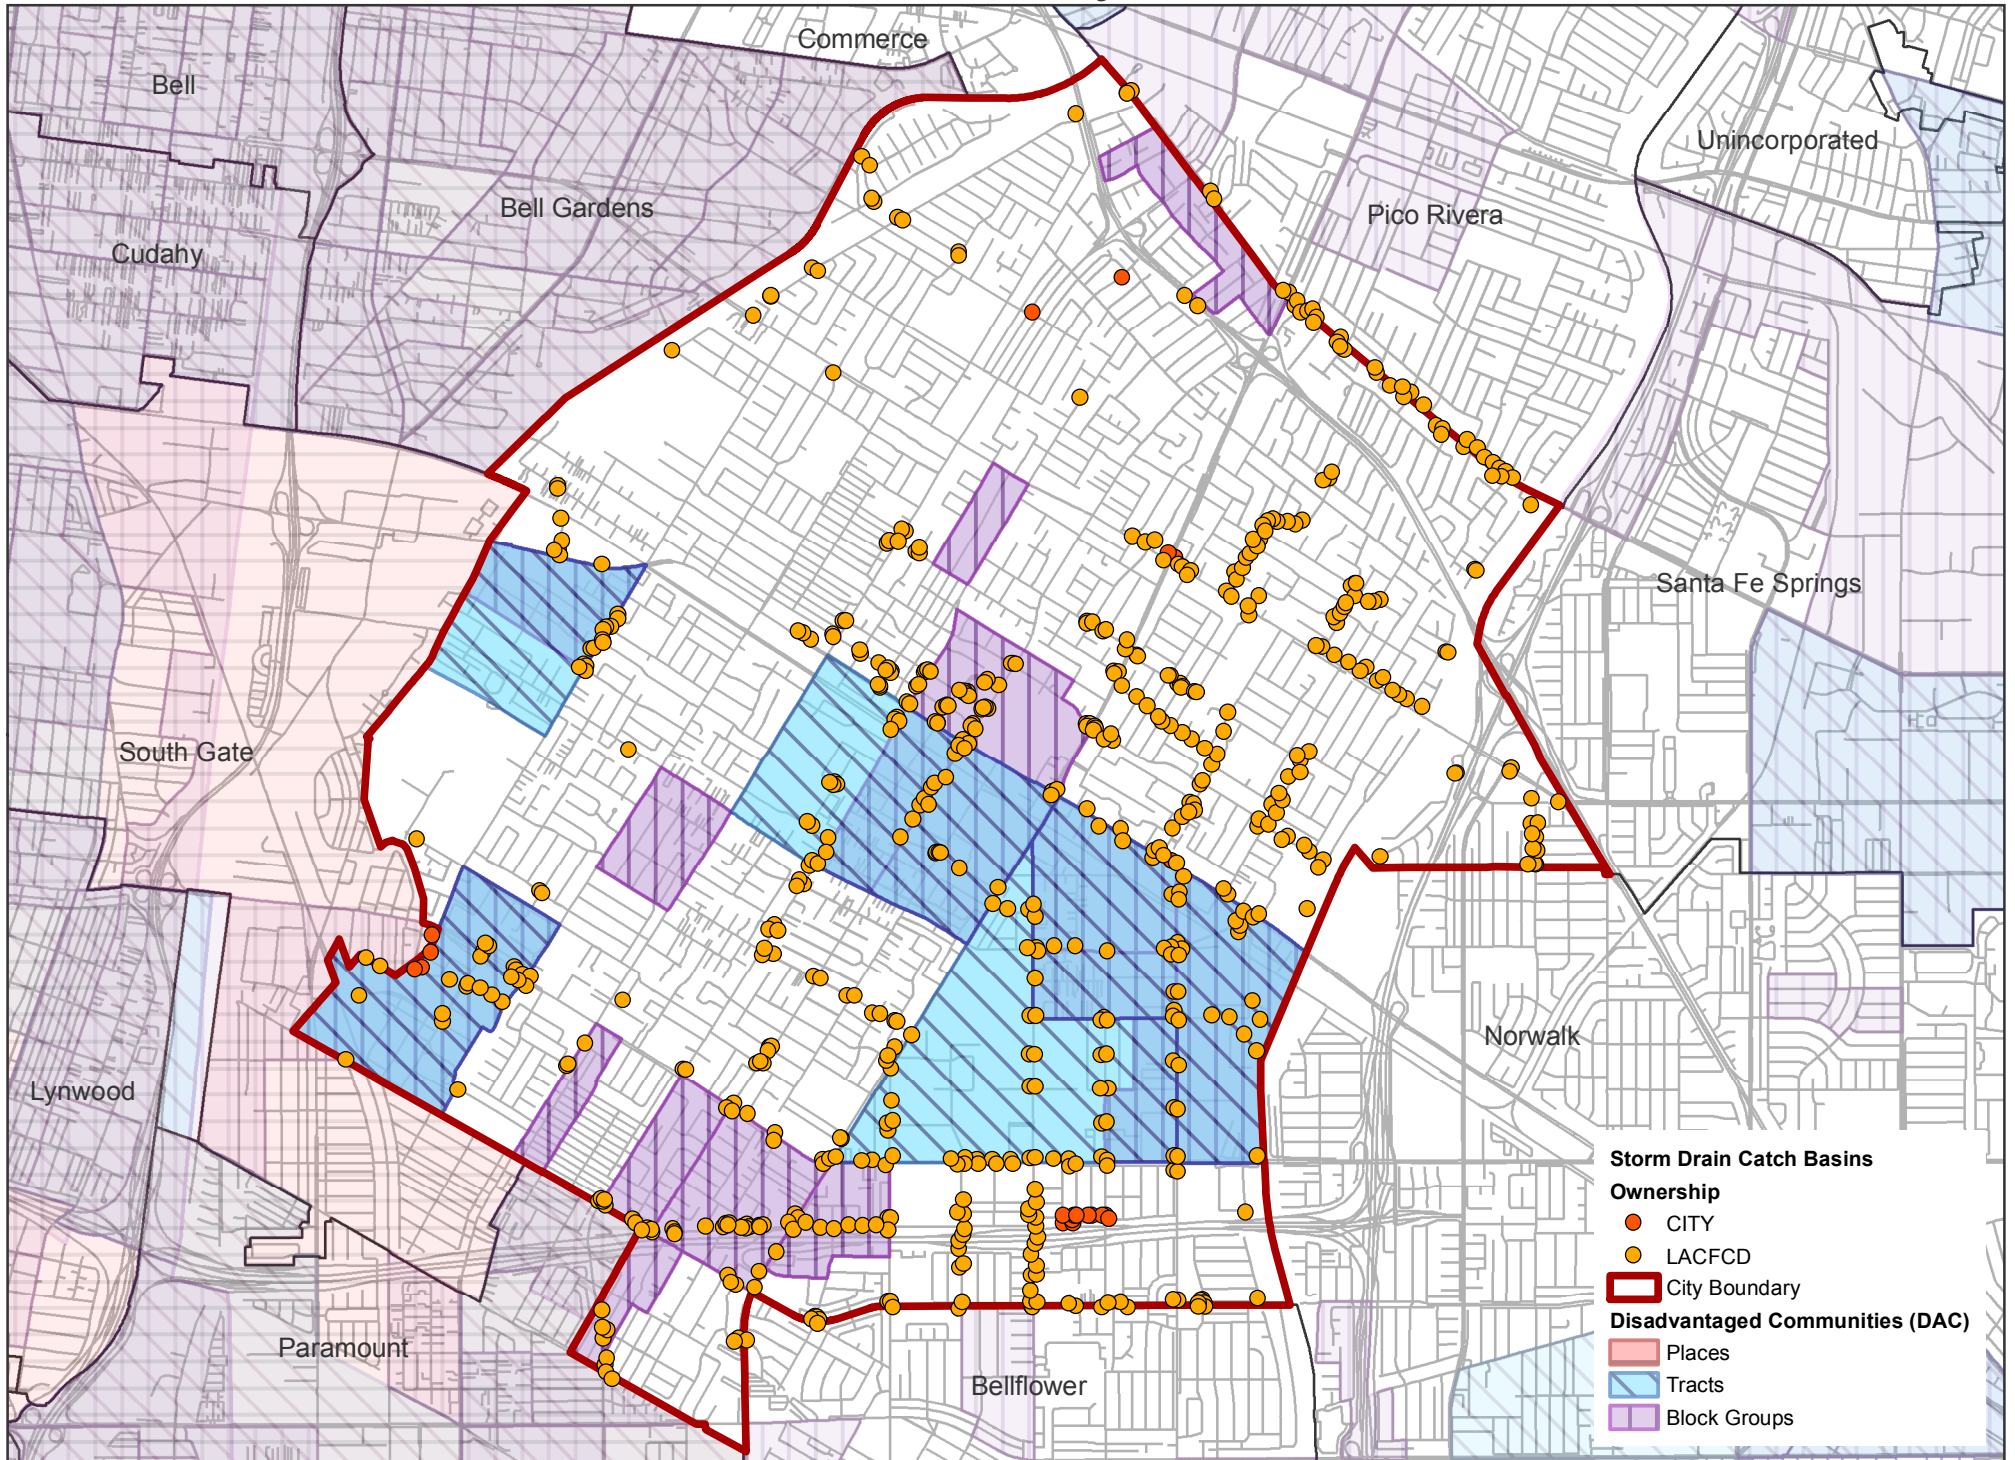 Commerce
Bell
Unincorporated
Bell Gardens
Pico Rivera
Cudahy
Santa Fe Springs
South Gate
Norwalk
Lynwood
Paramount
Bellflower
Storm Drain Catch Basins
Ownership
CITY
LACFCD
City Boundary
Disadvantaged Communities (DAC)
Places
Tracts
Block Groups